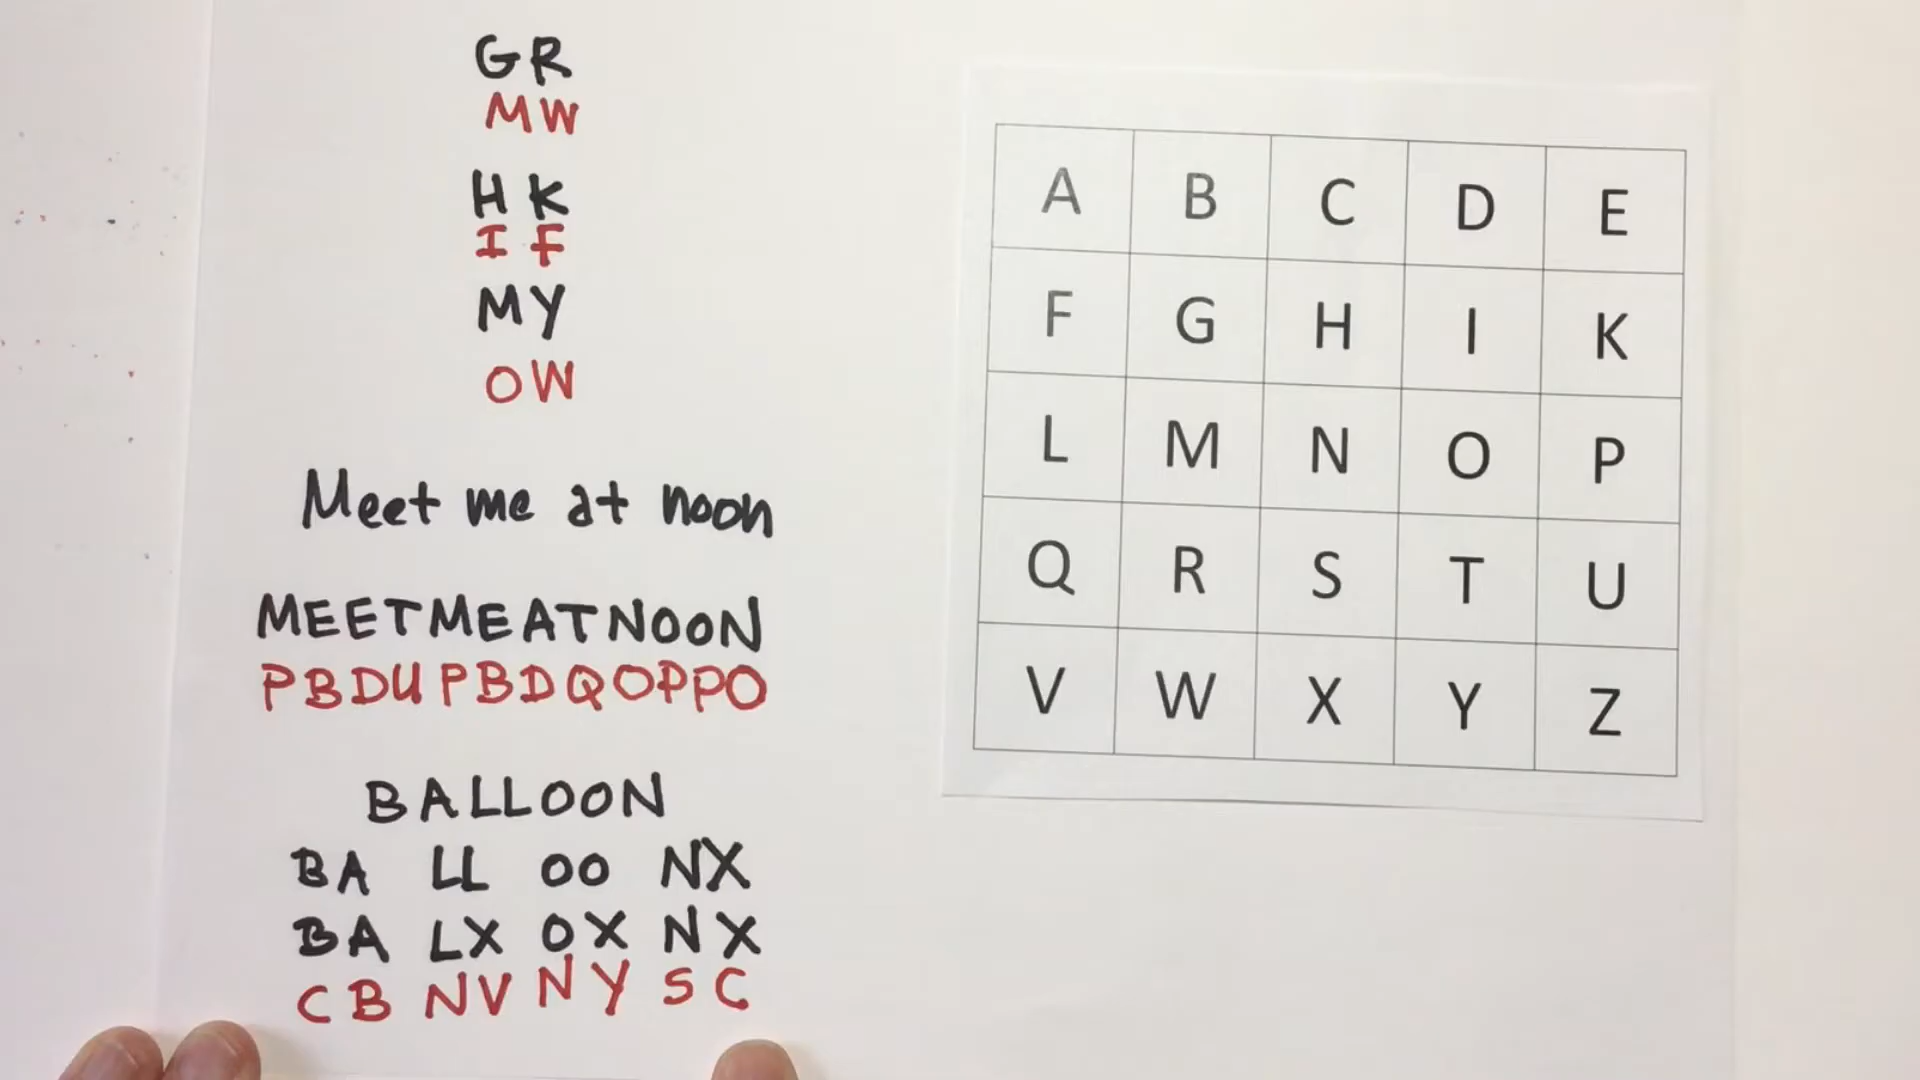 GR
MW
HK
IF
MY
OW
Meet me at noon
MEETMEATNOON
PBDUPBDQOPPO
BALLOON
BA LL OO NX
BA LX OX NX
CB NV NY SC
A B C D E
F G H I K
L M N O P
Q R S T U
V W X Y Z